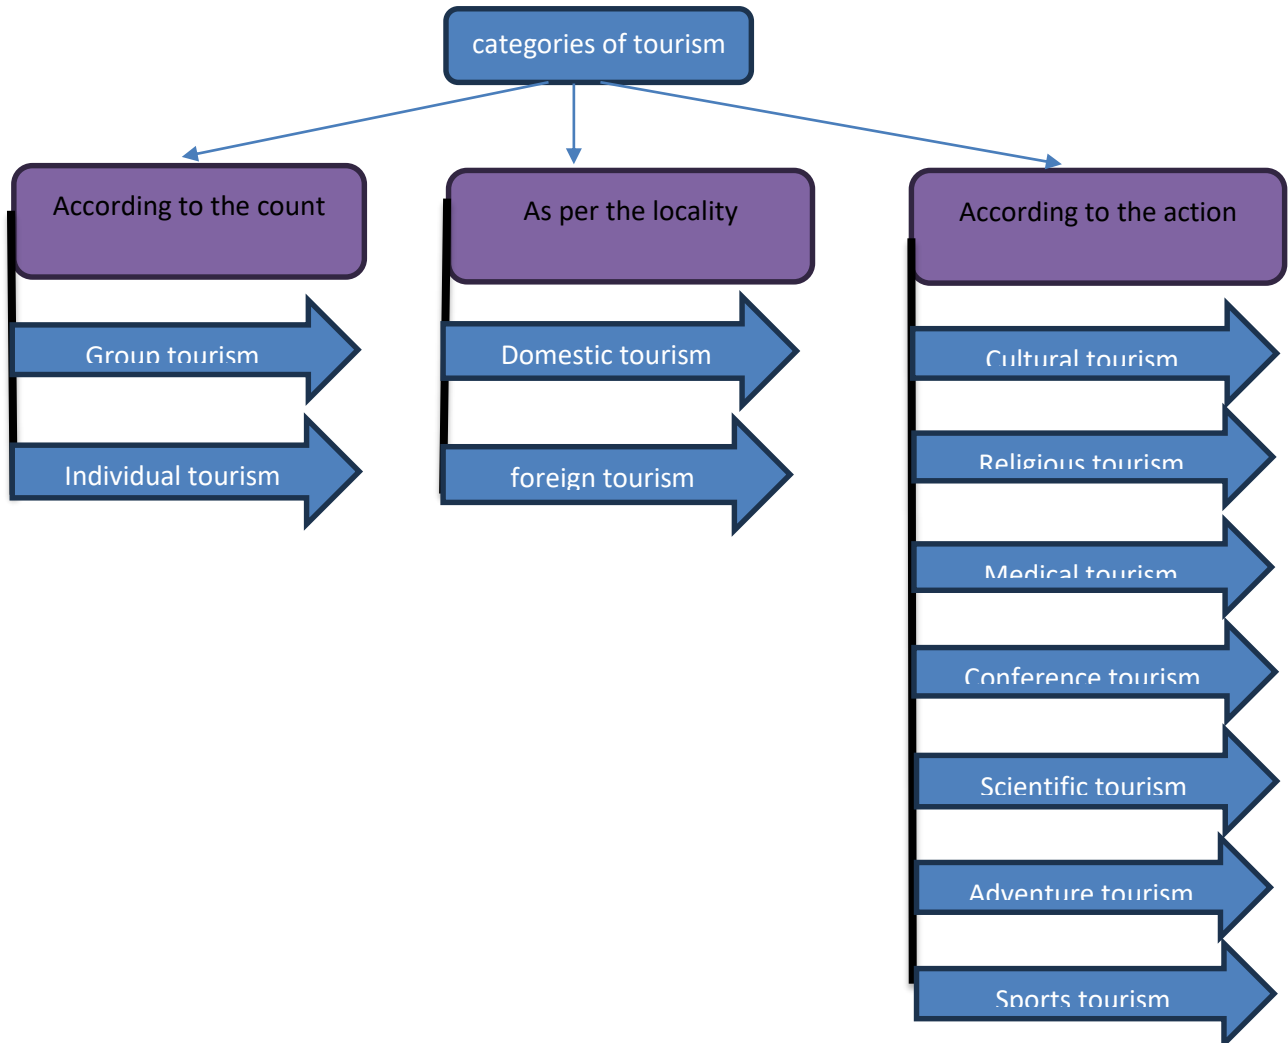 categories of tourism
According to the count
As per the locality
According to the action
Group tourism
Individual tourism
Domestic tourism
foreign tourism
Cultural tourism
Religious tourism
Medical tourism
Conference tourism
Scientific tourism
Adventure tourism
Sports tourism